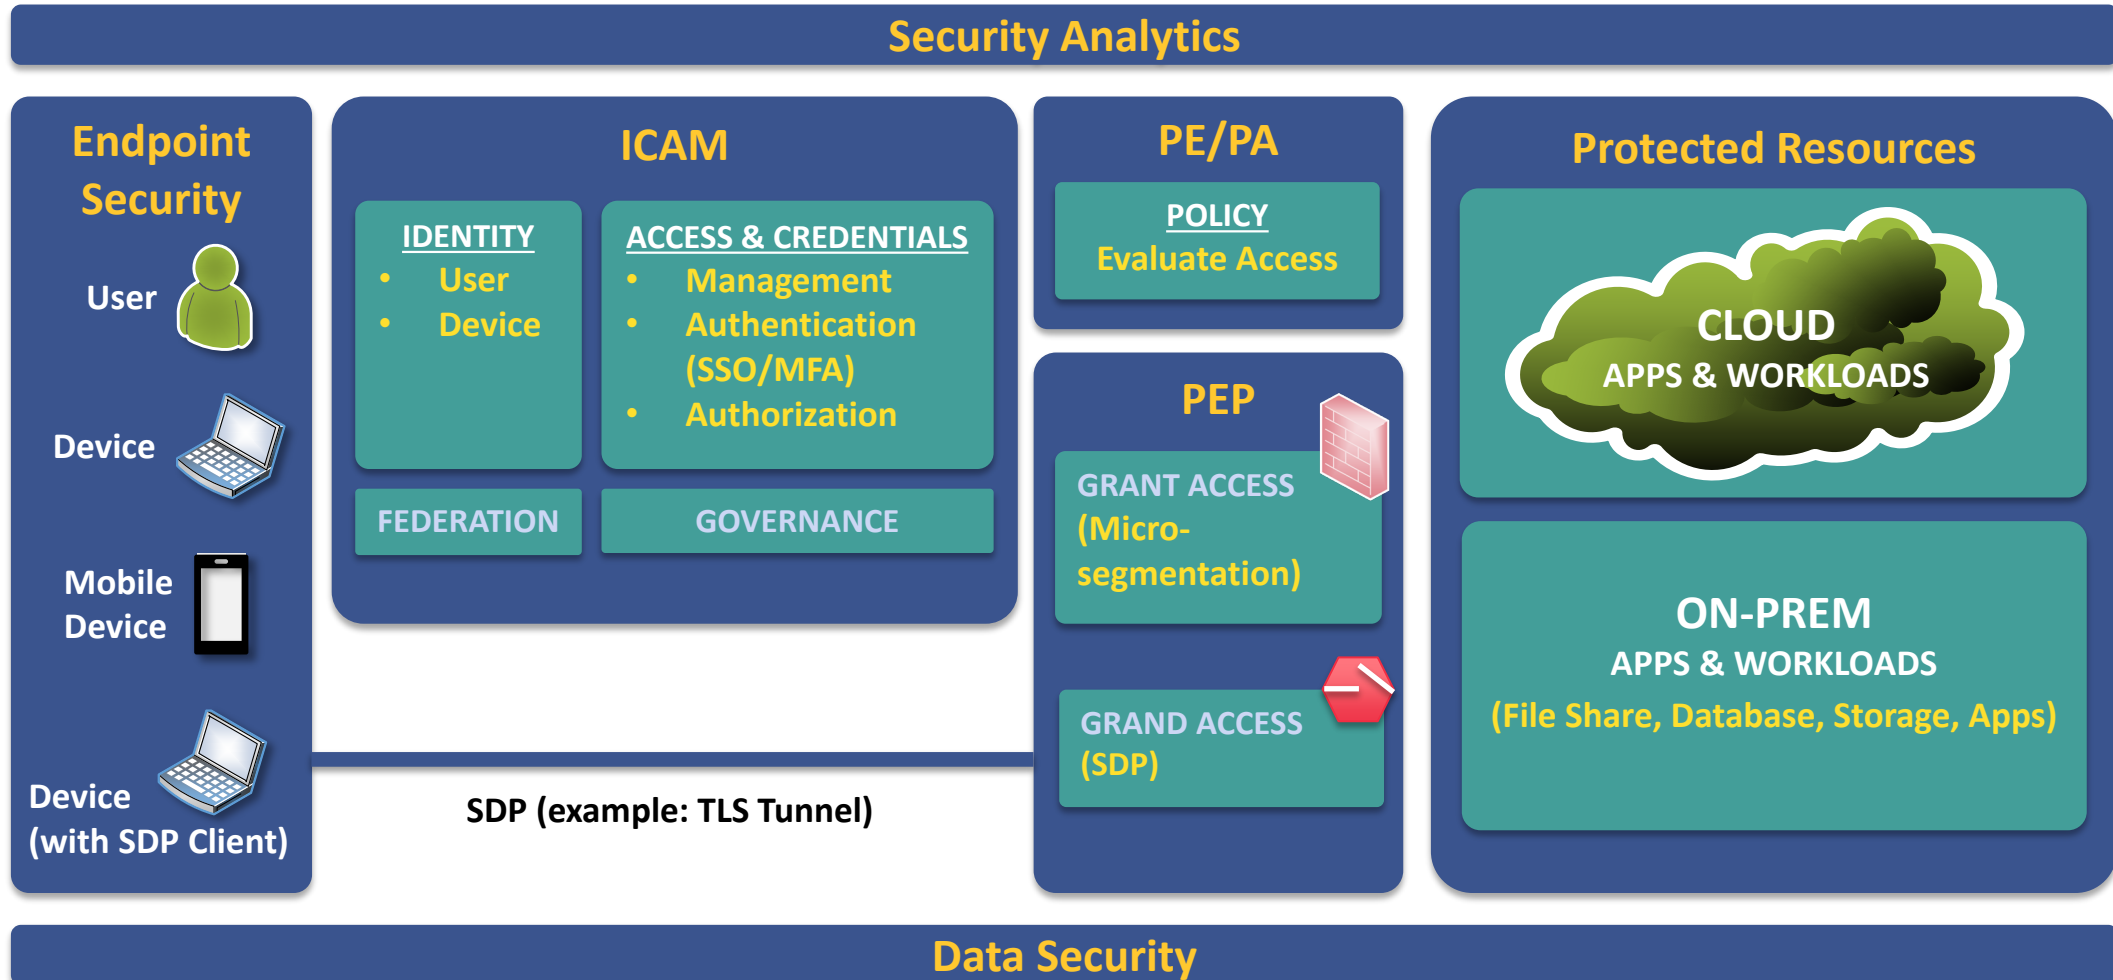 Security Analytics
Endpoint
Security
User
Device
Mobile
Device
Device
(with SDP Client)
ICAM
IDENTITY
• User
• Device
ACCESS & CREDENTIALS
• Management
• Authentication
(SSO/MFA)
• Authorization
FEDERATION
GOVERNANCE
SDP (example: TLS Tunnel)
PE/PA
POLICY
Evaluate Access
PEP
GRANT ACCESS
(Micro-
segmentation)
GRAND ACCESS
(SDP)
Protected Resources
CLOUD
APPS & WORKLOADS
ON-PREM
APPS & WORKLOADS
(File Share, Database, Storage, Apps)
Data Security